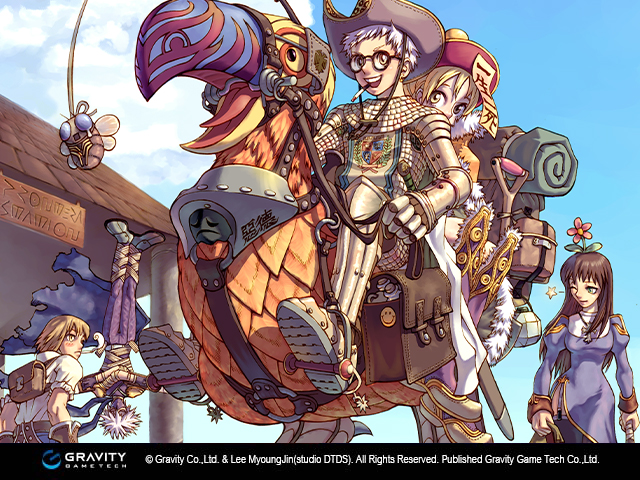 GRAVITY
GAMETECH
© Gravity Co.,Ltd. & Lee MyoungJin(studio DTDS). All Rights Reserved. Published Gravity Game Tech Co.,Ltd.